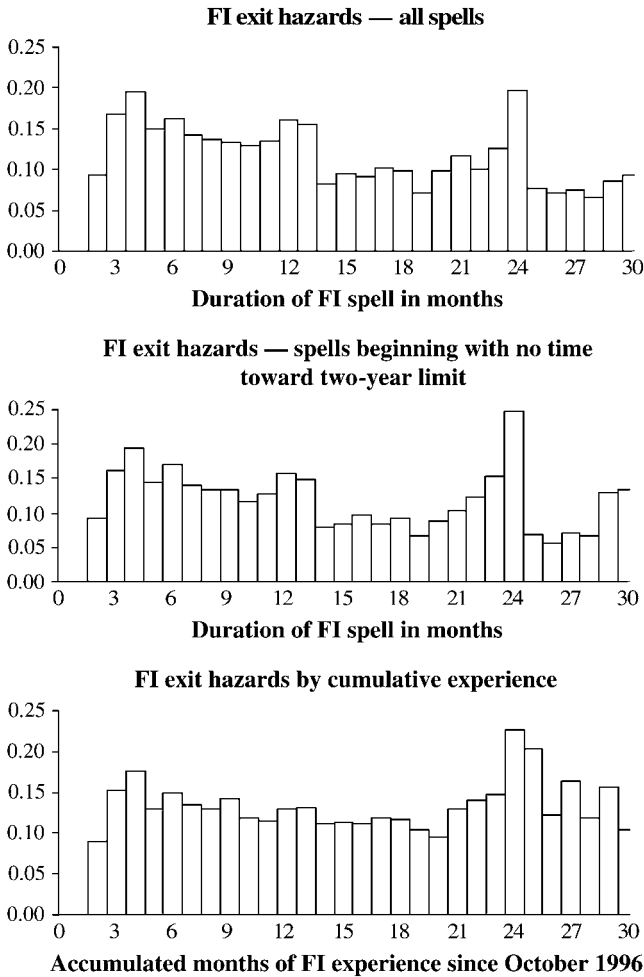 FI exit hazards — all spells
0.25
0.20
0.15
0.10
0.05
0.00
0 3 6 9 12 15 18 21 24 27 30
Duration of FI spell in months
FI exit hazards — spells beginning with no time
toward two-year limit
0.25
0.20
0.15
0.10
0.05
0.00
0 3 6 9 12 15 18 21 24 27 30
Duration of FI spell in months
FI exit hazards by cumulative experience
0.25
0.20
0.15
0.10
0.05
0.00
0 3 6 9 12 15 18 21 24 27 30
Accumulated months of FI experience since October 1996